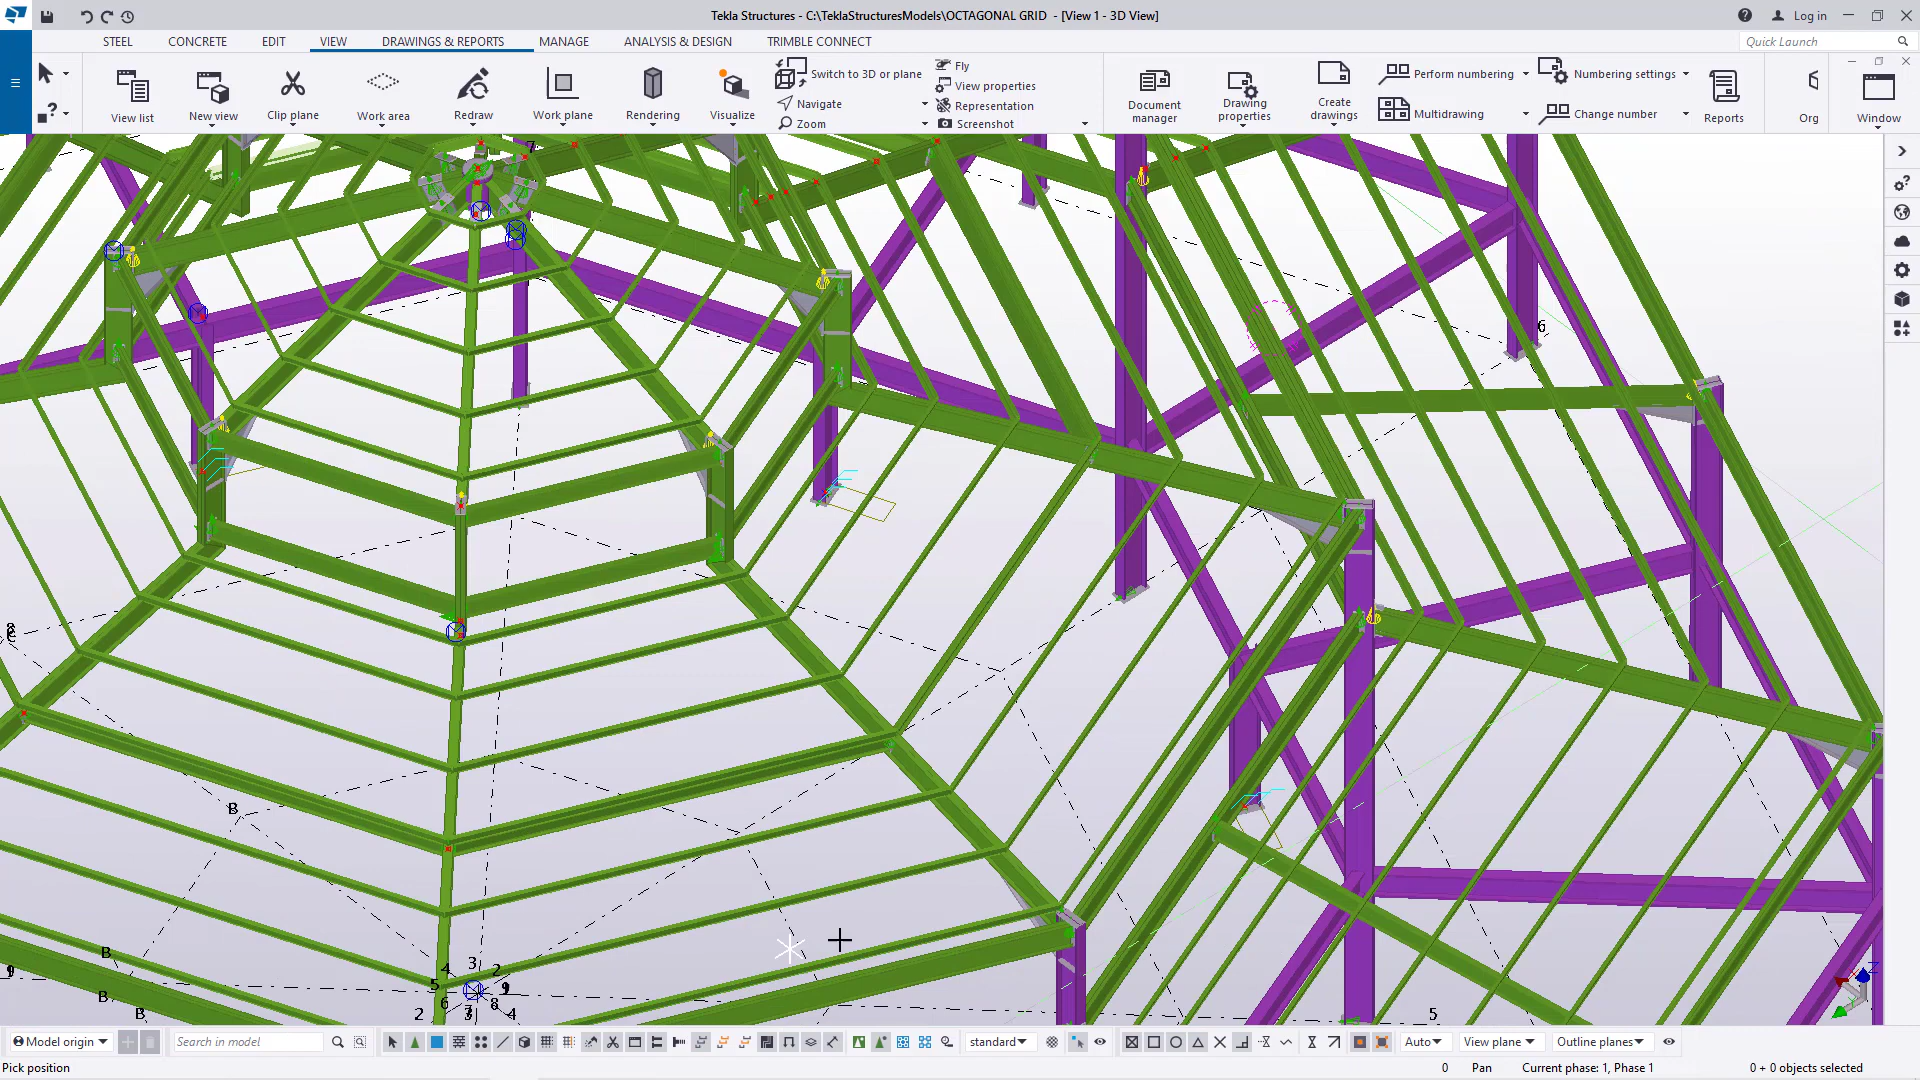 Tekla Structures - C:\TeklaStructuresModels\OCTAGONAL GRID - [View 1 - 3D View]
Log in
STEEL CONCRETE EDIT VIEW DRAWINGS & REPORTS MANAGE ANALYSIS & DESIGN TRIMBLE CONNECT
Quick Launch
View list
New view
Clip plane
Work area
Redraw
Work plane
Rendering
Visualize
Switch to 3D or plane
Navigate
Zoom
Fly
View properties
Representation
Screenshot
Document manager
Drawing properties
Create drawings
Perform numbering
Multidrawing
Numbering settings
Change number
Reports
Org
Window
7
6
B
B
B
B
4 3 2
5 9
6 8
2 7 4
5
9
Z
Model origin
Search in model
standard
Auto
View plane
Outline planes
Pick position
0
Pan
Current phase: 1, Phase 1
0 + 0 objects selected